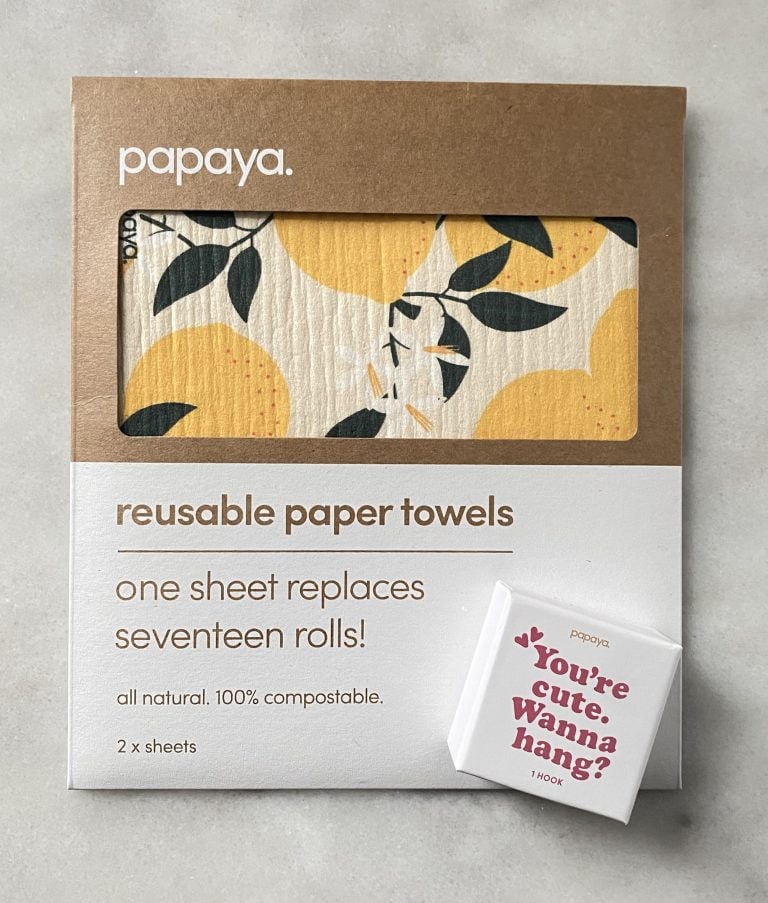 papaya.
reusable paper towels
one sheet replaces
seventeen rolls!
all natural. 100% compostable.
2 x sheets
papaya.
You're
cute.
Wanna
hang?
1 HOOK